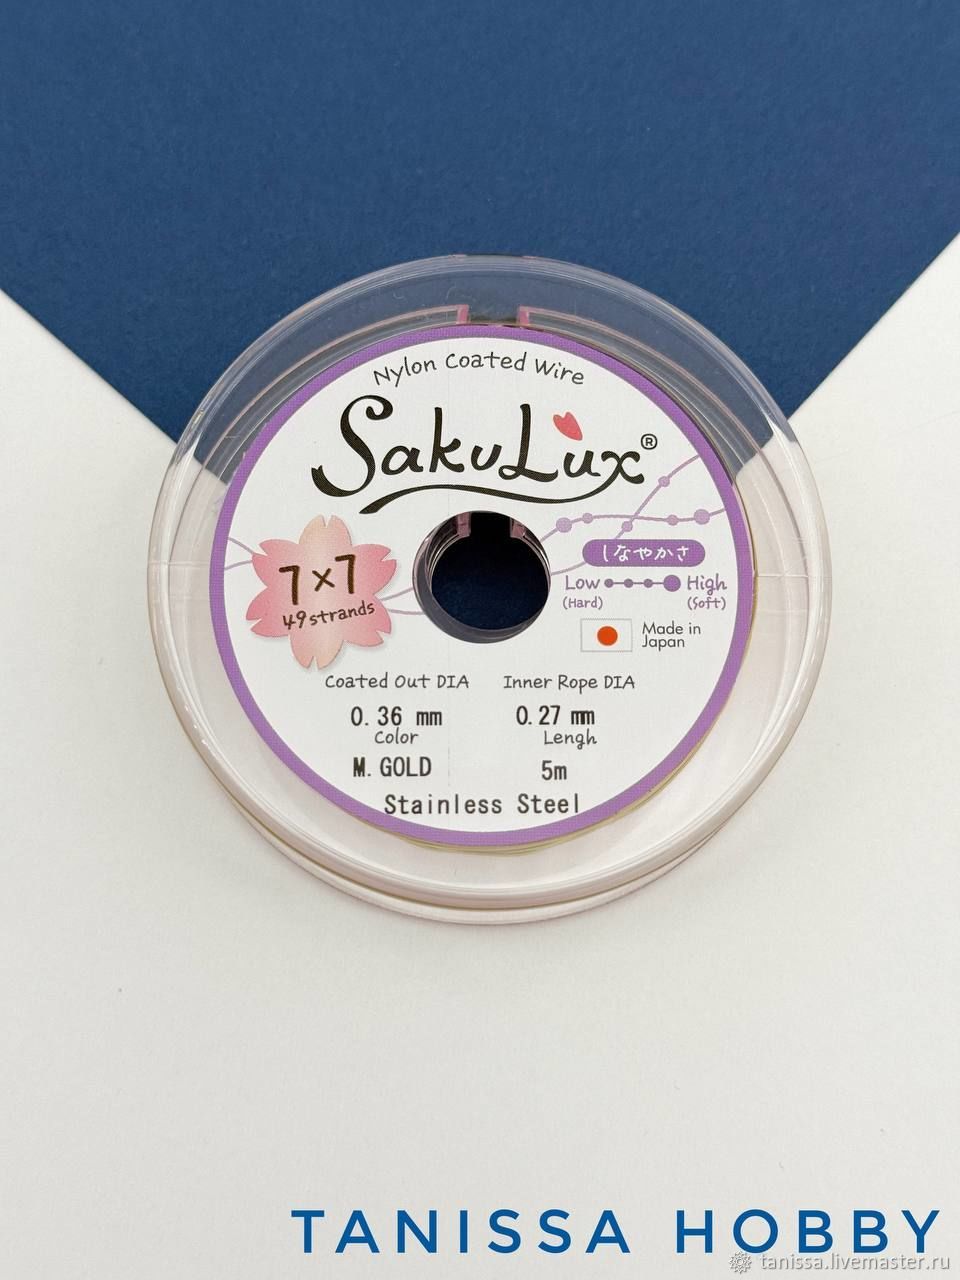 Nylon Coated Wire
SakuLux®
しなやかさ
7×7
49 strands
Low High
(Hard) (Soft)
Made in
Japan
Coated Out DIA Inner Rope DIA
0.36 mm 0.27 mm
Color Lengh
M. GOLD 5m
Stainless Steel
TANISSA HOBBY
tanissa.livemaster.ru